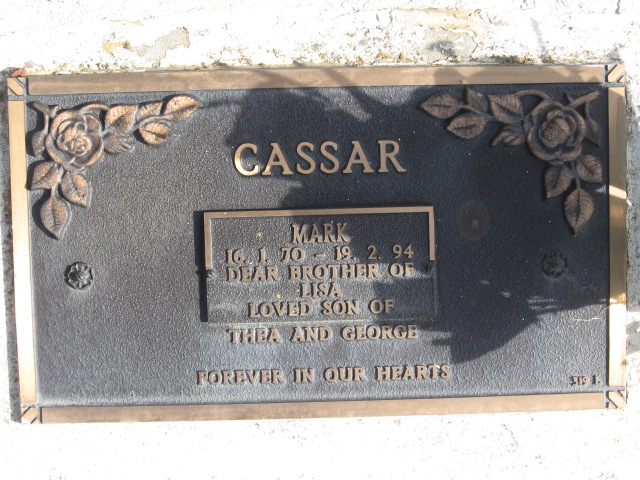 CASSAR
MARK
16. 1. 70 - 19. 2. 94
DEAR BROTHER OF
LISA
LOVED SON OF
THEA AND GEORGE
FOREVER IN OUR HEARTS